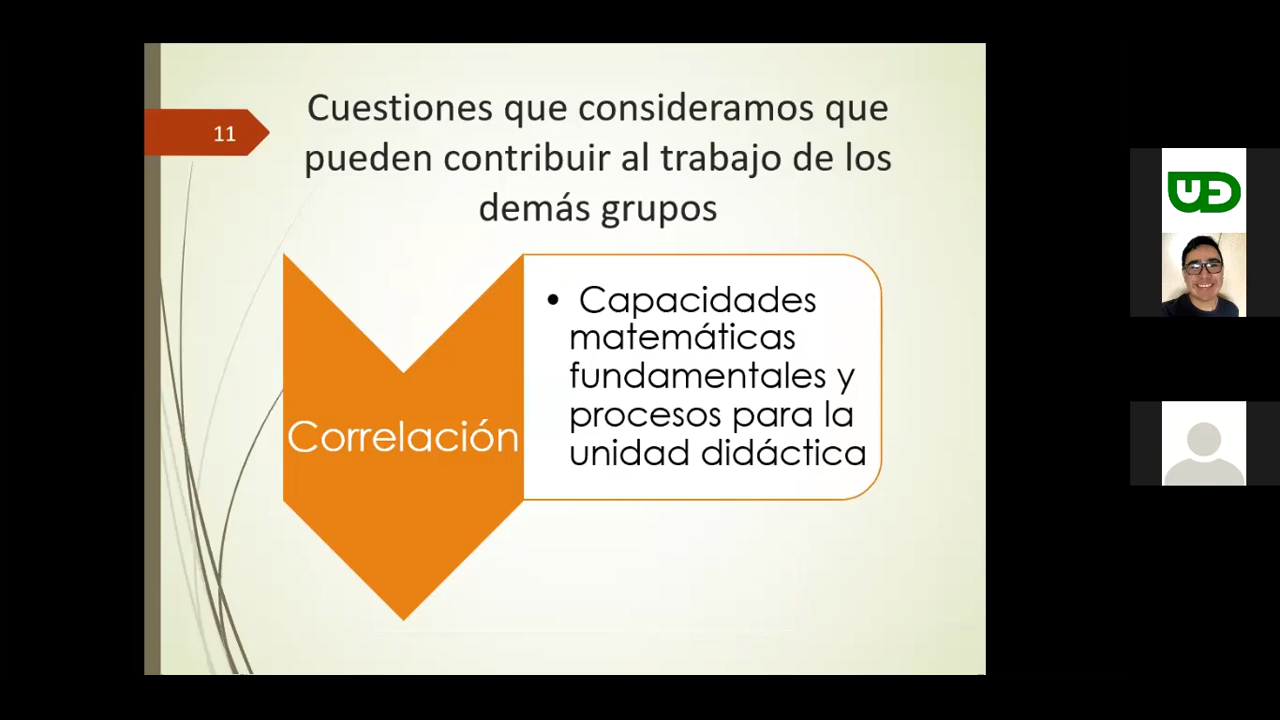 11
Cuestiones que consideramos que
pueden contribuir al trabajo de los
demás grupos
Correlación
• Capacidades
matemáticas
fundamentales y
procesos para la
unidad didáctica
UD